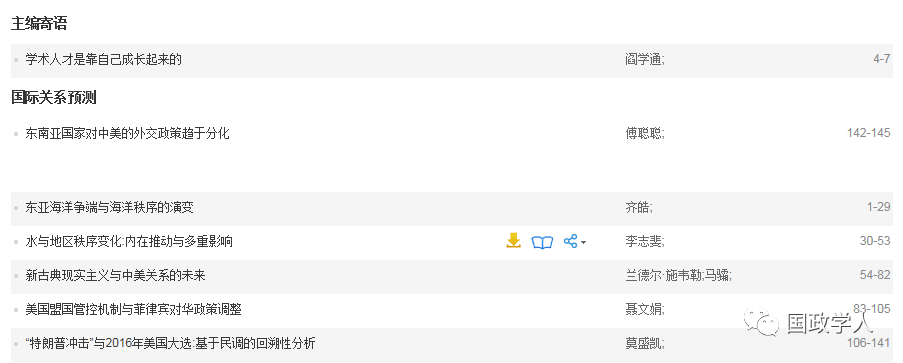 主编寄语
学术人才是靠自己成长起来的 阎学通; 4-7
国际关系预测
东南亚国家对中美的外交政策趋于分化 傅聪聪; 142-145
东亚海洋争端与海洋秩序的演变 齐皓; 1-29
水与地区秩序变化:内在推动与多重影响 李志斐; 30-53
新古典现实主义与中美关系的未来 兰德尔·施韦勒;马骦; 54-82
美国盟国管控机制与菲律宾对华政策调整 聂文娟; 83-105
“特朗普冲击”与2016年美国大选:基于民调的回溯性分析 莫盛凯; 106-141
国政学人